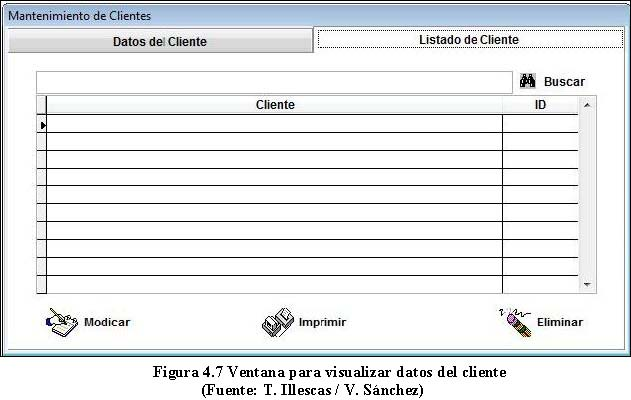 Mantenimiento de Clientes
Datos del Cliente Listado de Cliente
Buscar
Cliente ID
Modicar Imprimir Eliminar
Figura 4.7 Ventana para visualizar datos del cliente
(Fuente: T. Illescas / V. Sánchez)